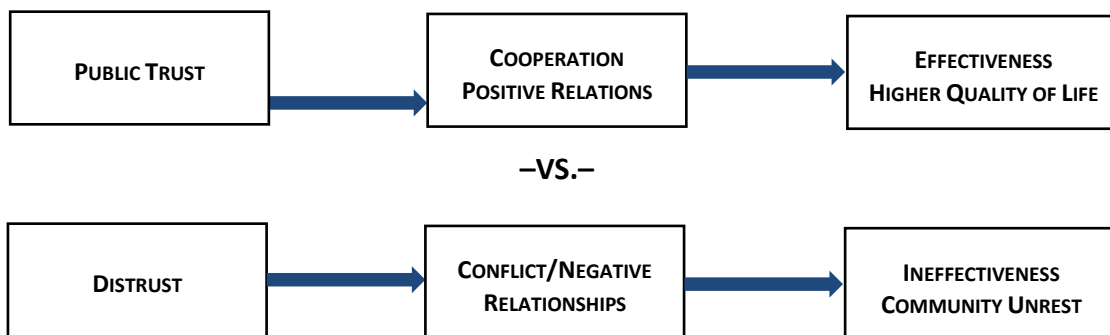 PUBLIC TRUST
COOPERATION
POSITIVE RELATIONS
EFFECTIVENESS
HIGHER QUALITY OF LIFE
–VS.–
DISTRUST
CONFLICT/NEGATIVE
RELATIONSHIPS
INEFFECTIVENESS
COMMUNITY UNREST